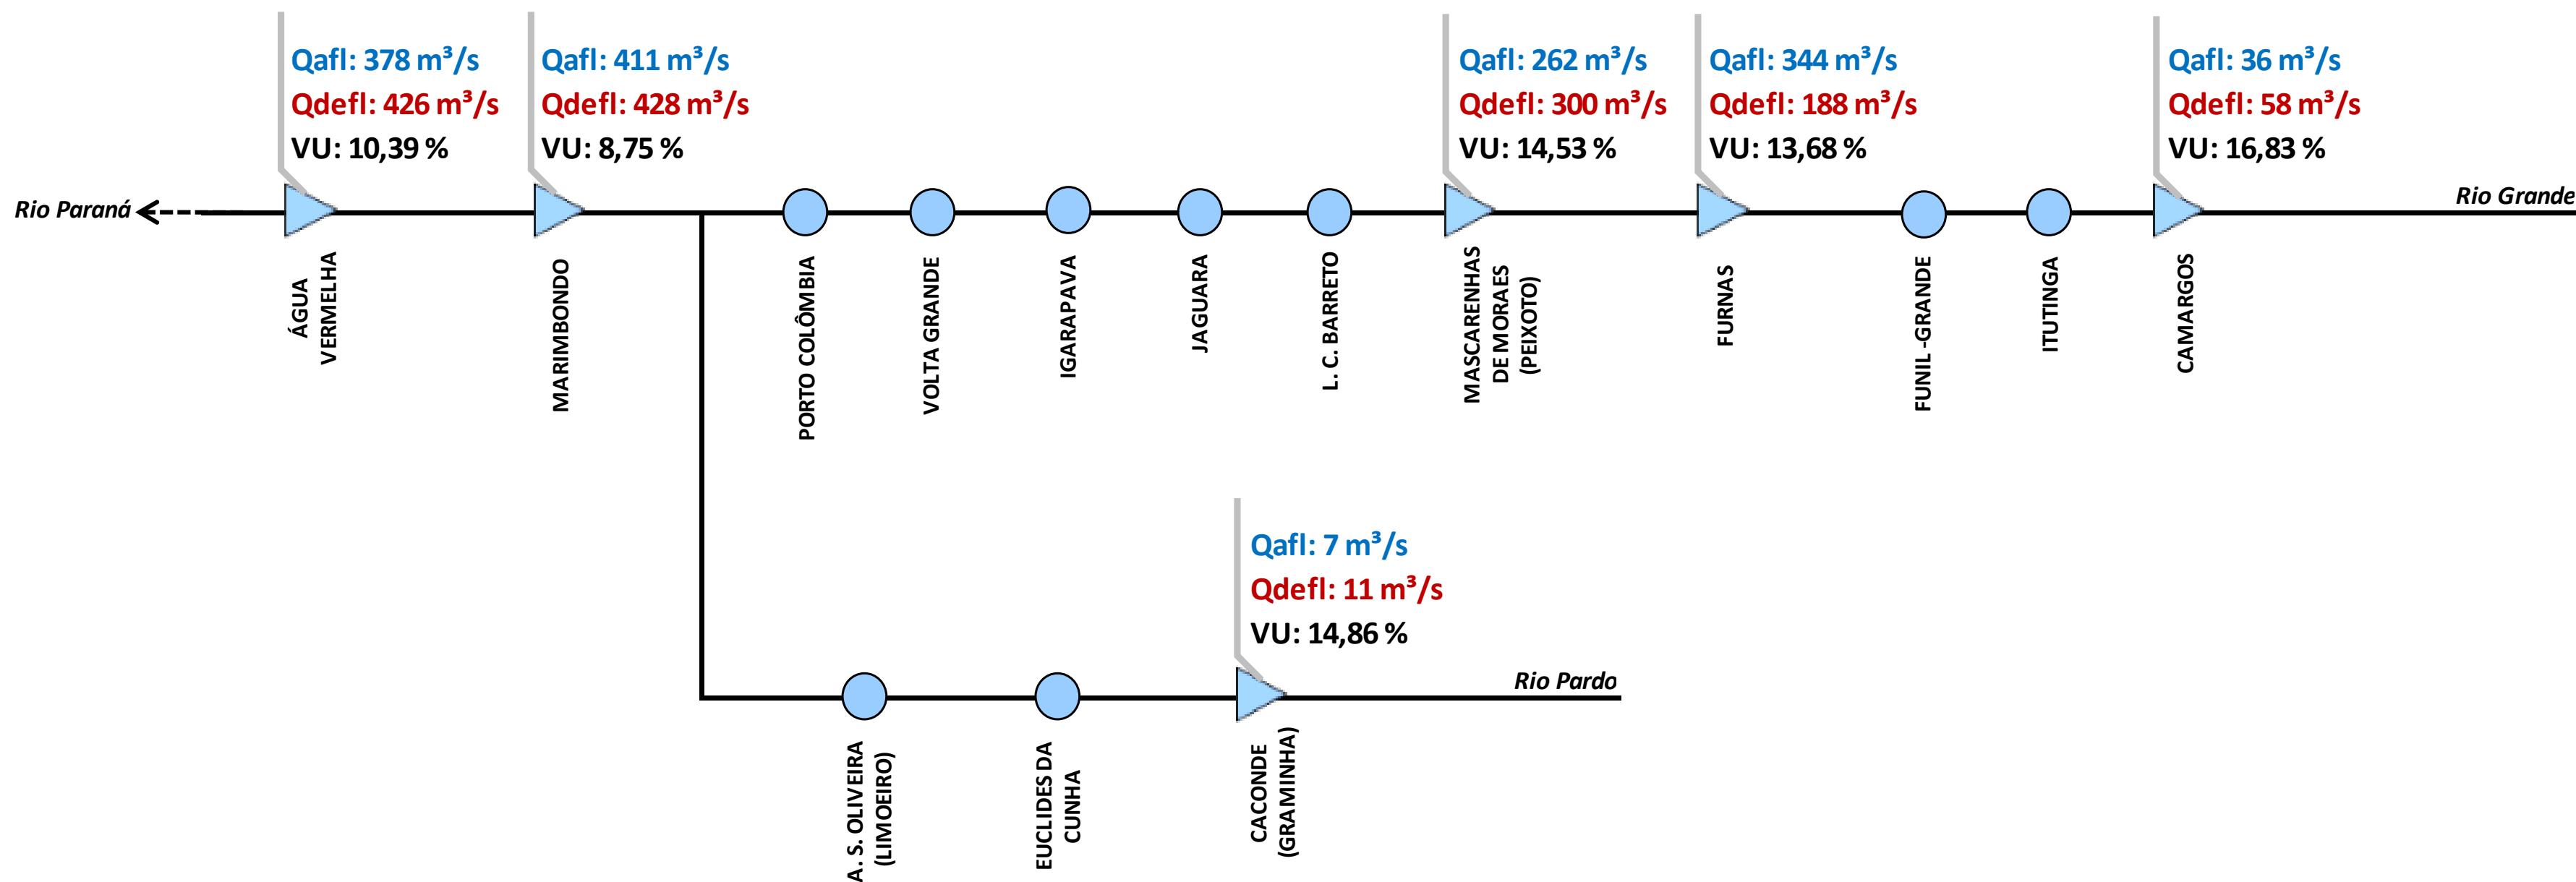 Qafl: 378 m³/s
Qdefl: 426 m³/s
VU: 10,39 %
Qafl: 411 m³/s
Qdefl: 428 m³/s
VU: 8,75 %
Qafl: 262 m³/s
Qdefl: 300 m³/s
VU: 14,53 %
Qafl: 344 m³/s
Qdefl: 188 m³/s
VU: 13,68 %
Qafl: 36 m³/s
Qdefl: 58 m³/s
VU: 16,83 %
Rio Paraná
Rio Grande
ÁGUA
VERMELHA
MARIMBONDO
PORTO COLÔMBIA
VOLTA GRANDE
IGARAPAVA
JAGUARA
L. C. BARRETO
MASCARENHAS
DE MORAES
(PEIXOTO)
FURNAS
FUNIL -GRANDE
ITUTINGA
CAMARGOS
Qafl: 7 m³/s
Qdefl: 11 m³/s
VU: 14,86 %
Rio Pardo
A. S. OLIVEIRA
(LIMOEIRO)
EUCLIDES DA
CUNHA
CACONDE
(GRAMINHA)